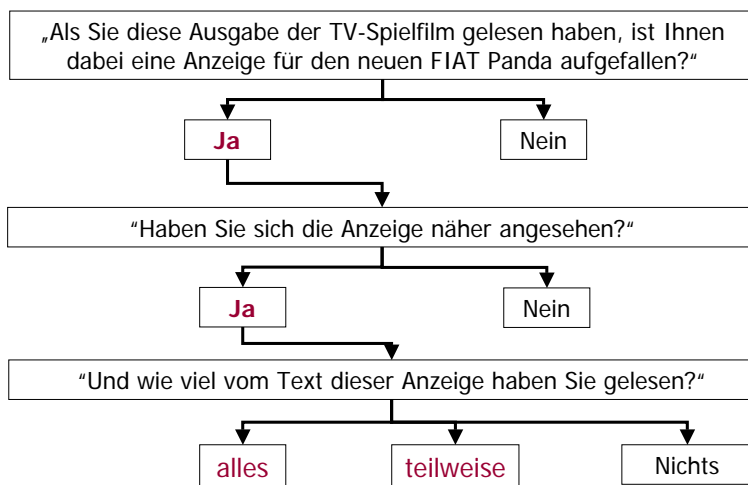 „Als Sie diese Ausgabe der TV-Spielfilm gelesen haben, ist Ihnen
dabei eine Anzeige für den neuen FIAT Panda aufgefallen?“
Ja
Nein
“Haben Sie sich die Anzeige näher angesehen?“
Ja
Nein
“Und wie viel vom Text dieser Anzeige haben Sie gelesen?“
alles
teilweise
Nichts